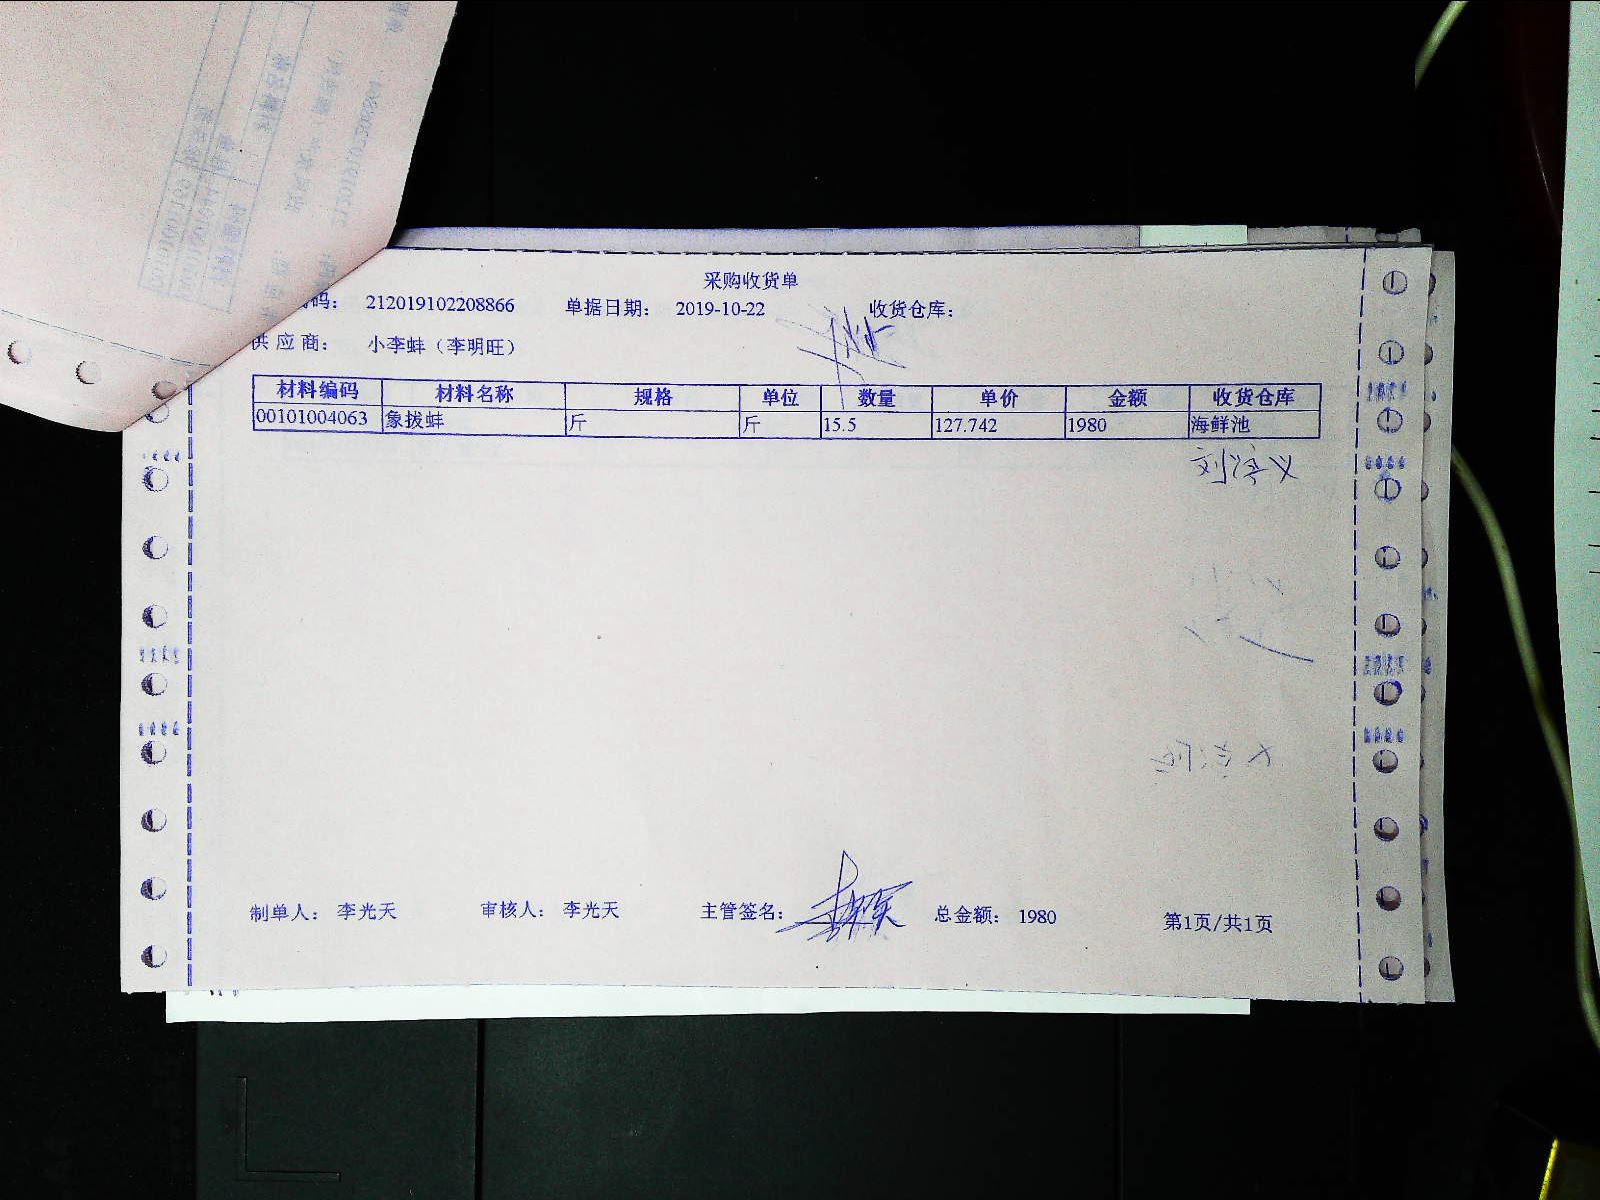 采购收货单
码： 212019102208866 单据日期： 2019-10-22 收货仓库：
供 应 商： 小李蚌（李明旺）
材料编码 材料名称 规格 单位 数量 单价 金额 收货仓库
00101004063 象拔蚌 斤 斤 15.5 127.742 1980 海鲜池
制单人： 李光天 审核人： 李光天 主管签名： 总金额： 1980 第1页/共1页